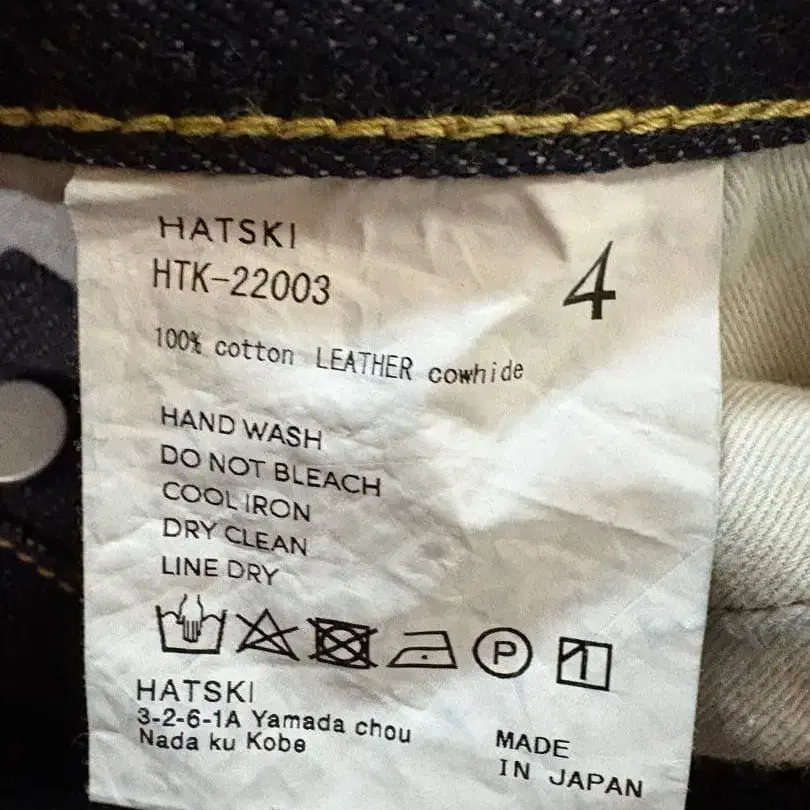 HATSKI
HTK-22003
4
100% cotton LEATHER cowhide
HAND WASH
DO NOT BLEACH
COOL IRON
DRY CLEAN
LINE DRY
P
HATSKI
3-2-6-1A Yamada chou
Nada ku Kobe
MADE
IN JAPAN